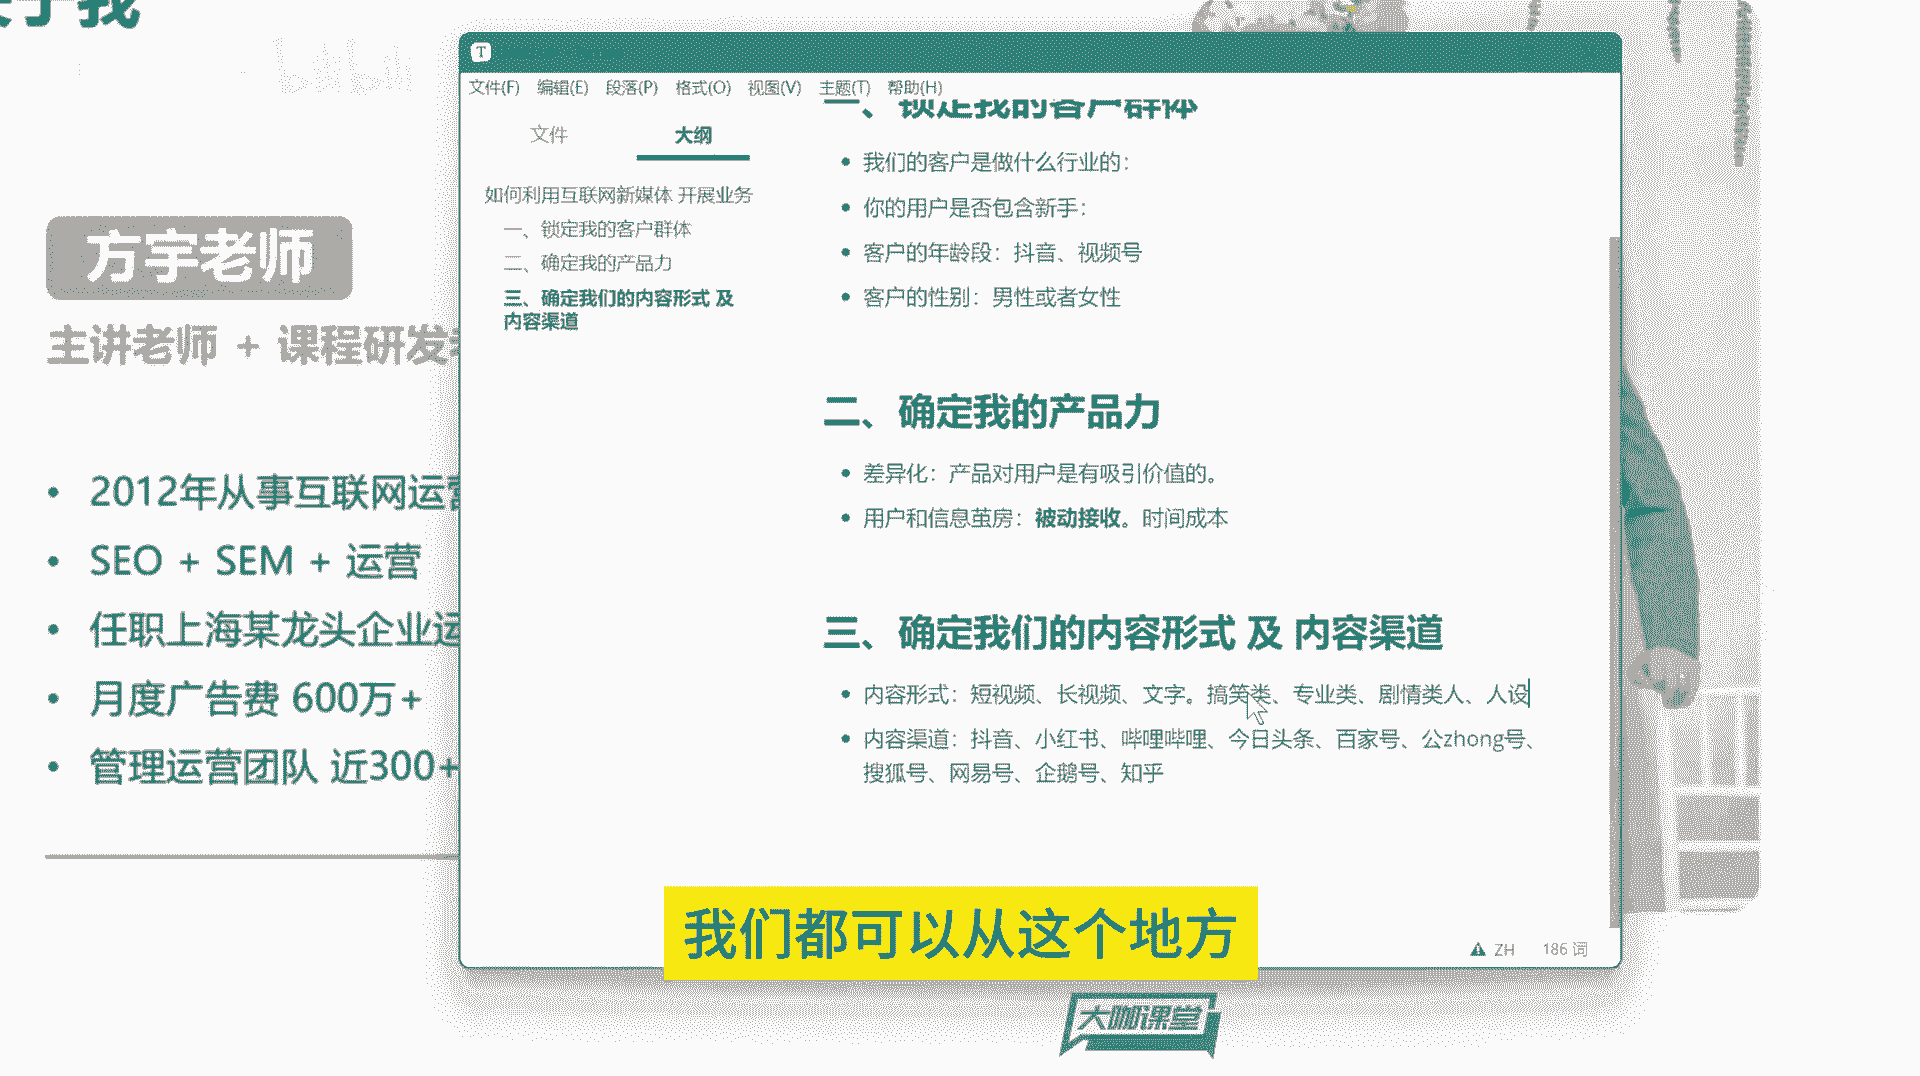 关于我
bilibili
方宇老师
主讲老师 + 课程研发
2012年从事互联网运营
SEO + SEM + 运营
任职上海某龙头企业运
月度广告费 600万+
管理运营团队 近300+
T
文件(F) 编辑(E) 段落(P) 格式(O) 视图(V) 主题(T) 帮助(H)
文件 大纲
如何利用互联网新媒体 开展业务
一、锁定我的客户群体
二、确定我的产品力
三、确定我们的内容形式 及
内容渠道
一、锁定我的客户群体
我们的客户是做什么行业的：
你的用户是否包含新手：
客户的年龄段：抖音、视频号
客户的性别：男性或者女性
二、确定我的产品力
差异化：产品对用户是有吸引价值的。
用户和信息茧房：被动接收。时间成本
三、确定我们的内容形式 及 内容渠道
内容形式：短视频、长视频、文字。搞笑类、专业类、剧情类人、人设
内容渠道：抖音、小红书、哔哩哔哩、今日头条、百家号、公zhong号、
搜狐号、网易号、企鹅号、知乎
ZH 186 词
我们都可以从这个地方
大咖课堂